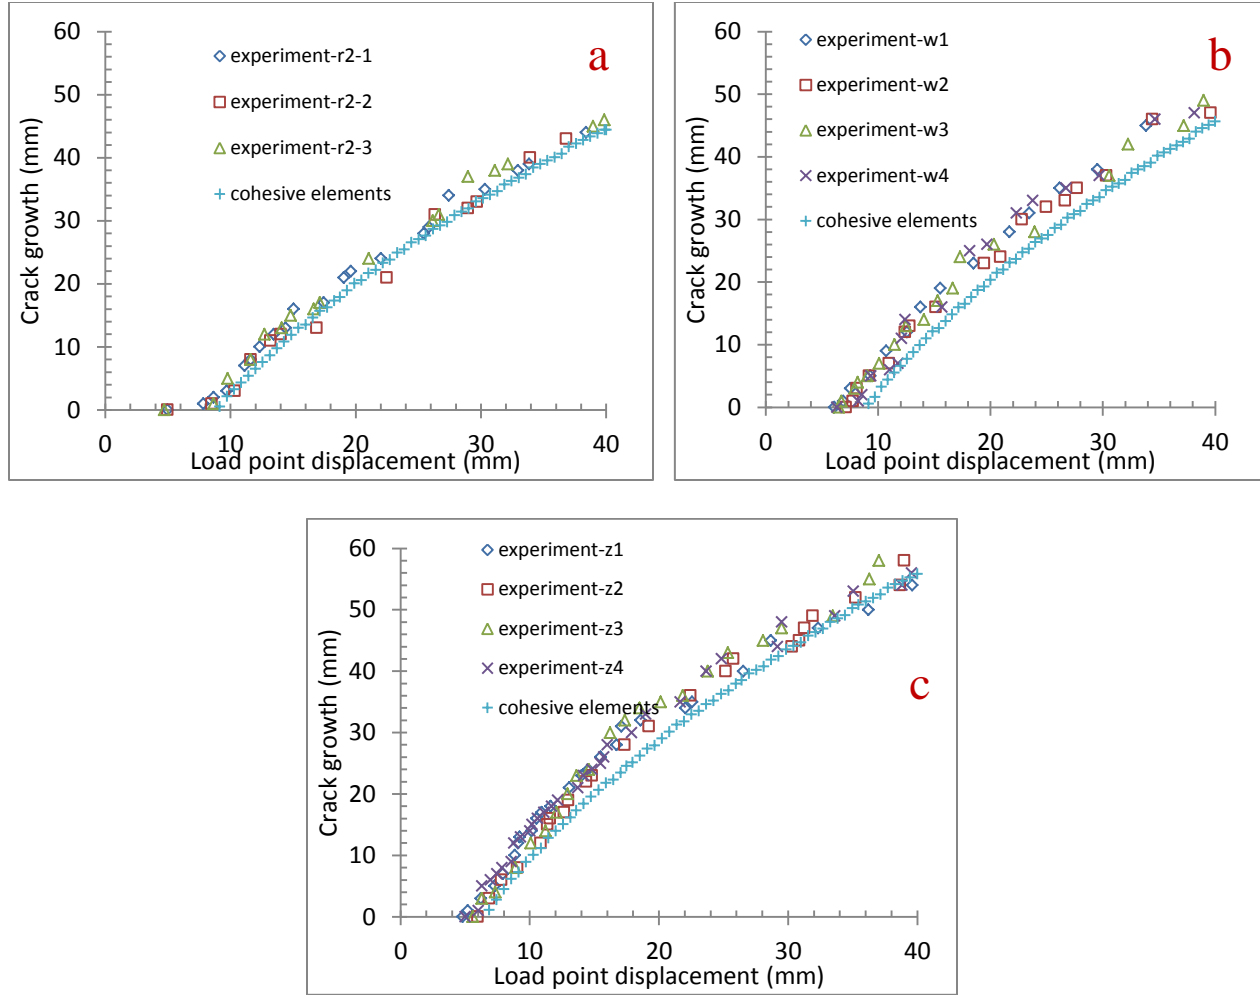 60
50
40
30
20
10
0
Crack growth (mm)
experiment-r2-1
experiment-r2-2
experiment-r2-3
cohesive elements
a
0 10 20 30 40
Load point displacement (mm)
60
50
40
30
20
10
0
Crack growth (mm)
experiment-w1
experiment-w2
experiment-w3
experiment-w4
cohesive elements
b
0 10 20 30 40
Load point displacement (mm)
60
50
40
30
20
10
0
Crack growth (mm)
experiment-z1
experiment-z2
experiment-z3
experiment-z4
cohesive elements
c
0 10 20 30 40
Load point displacement (mm)